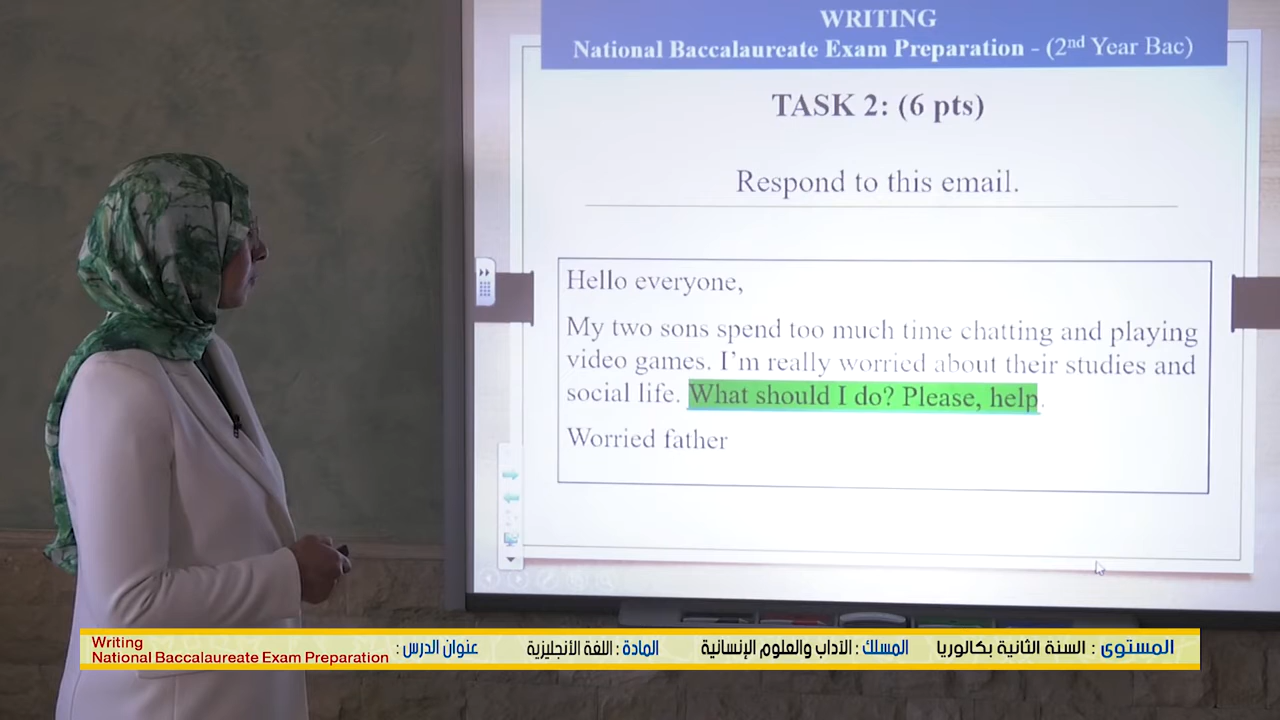 WRITING
National Baccalaureate Exam Preparation - (2nd Year Bac)
TASK 2: (6 pts)
Respond to this email.
Hello everyone,
My two sons spend too much time chatting and playing
video games. I'm really worried about their studies and
social life. What should I do? Please, help.
Worried father
المستوى : السنة الثانية بكالوريا
المسلك : الآداب والعلوم الإنسانية
المادة : اللغة الأنجليزية
عنوان الدرس :
Writing
National Baccalaureate Exam Preparation